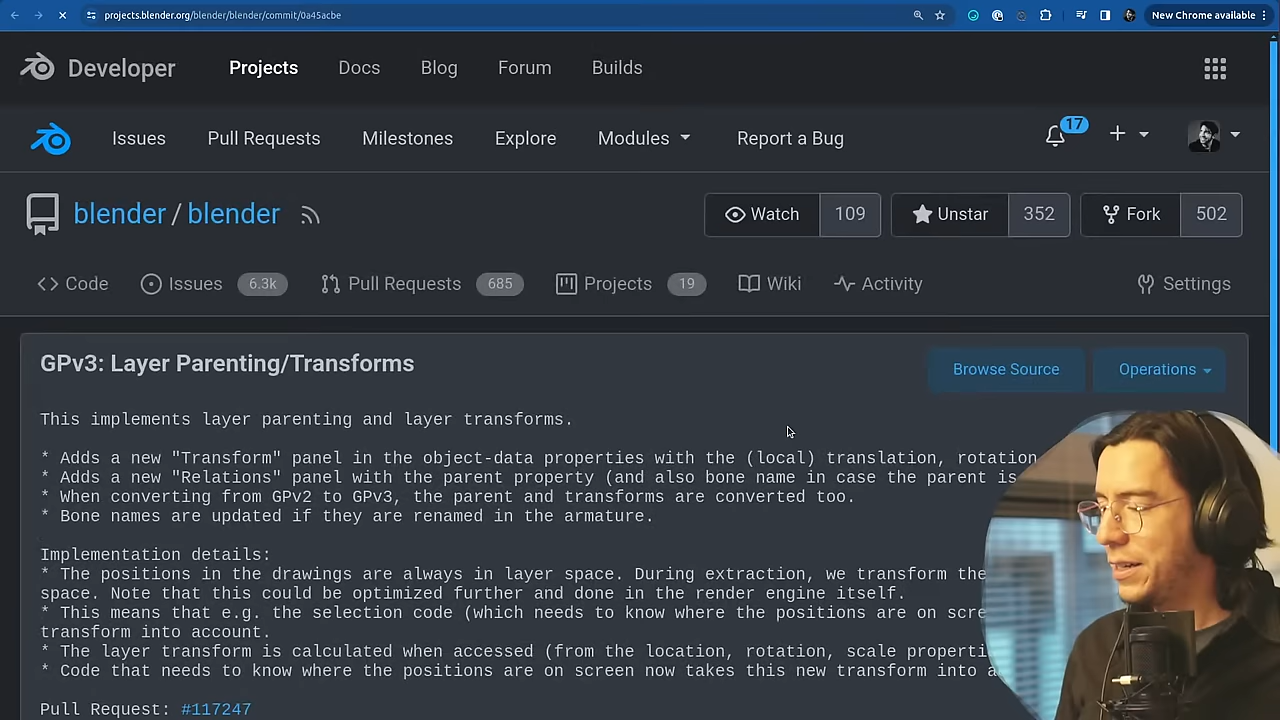 projects.blender.org/blender/blender/commit/0a45acbe
New Chrome available
Developer
Projects
Docs
Blog
Forum
Builds
Issues
Pull Requests
Milestones
Explore
Modules
Report a Bug
17
blender / blender
Watch 109
Unstar 352
Fork 502
Code
Issues 6.3k
Pull Requests 685
Projects 19
Wiki
Activity
Settings
GPv3: Layer Parenting/Transforms
Browse Source
Operations
This implements layer parenting and layer transforms.
* Adds a new "Transform" panel in the object-data properties with the (local) translation, rotation
* Adds a new "Relations" panel with the parent property (and also bone name in case the parent is
* When converting from GPv2 to GPv3, the parent and transforms are converted too.
* Bone names are updated if they are renamed in the armature.
Implementation details:
* The positions in the drawings are always in layer space. During extraction, we transform the
space. Note that this could be optimized further and done in the render engine itself.
* This means that e.g. the selection code (which needs to know where the positions are on scre
transform into account.
* The layer transform is calculated when accessed (from the location, rotation, scale properti
* Code that needs to know where the positions are on screen now takes this new transform into a
Pull Request: #117247